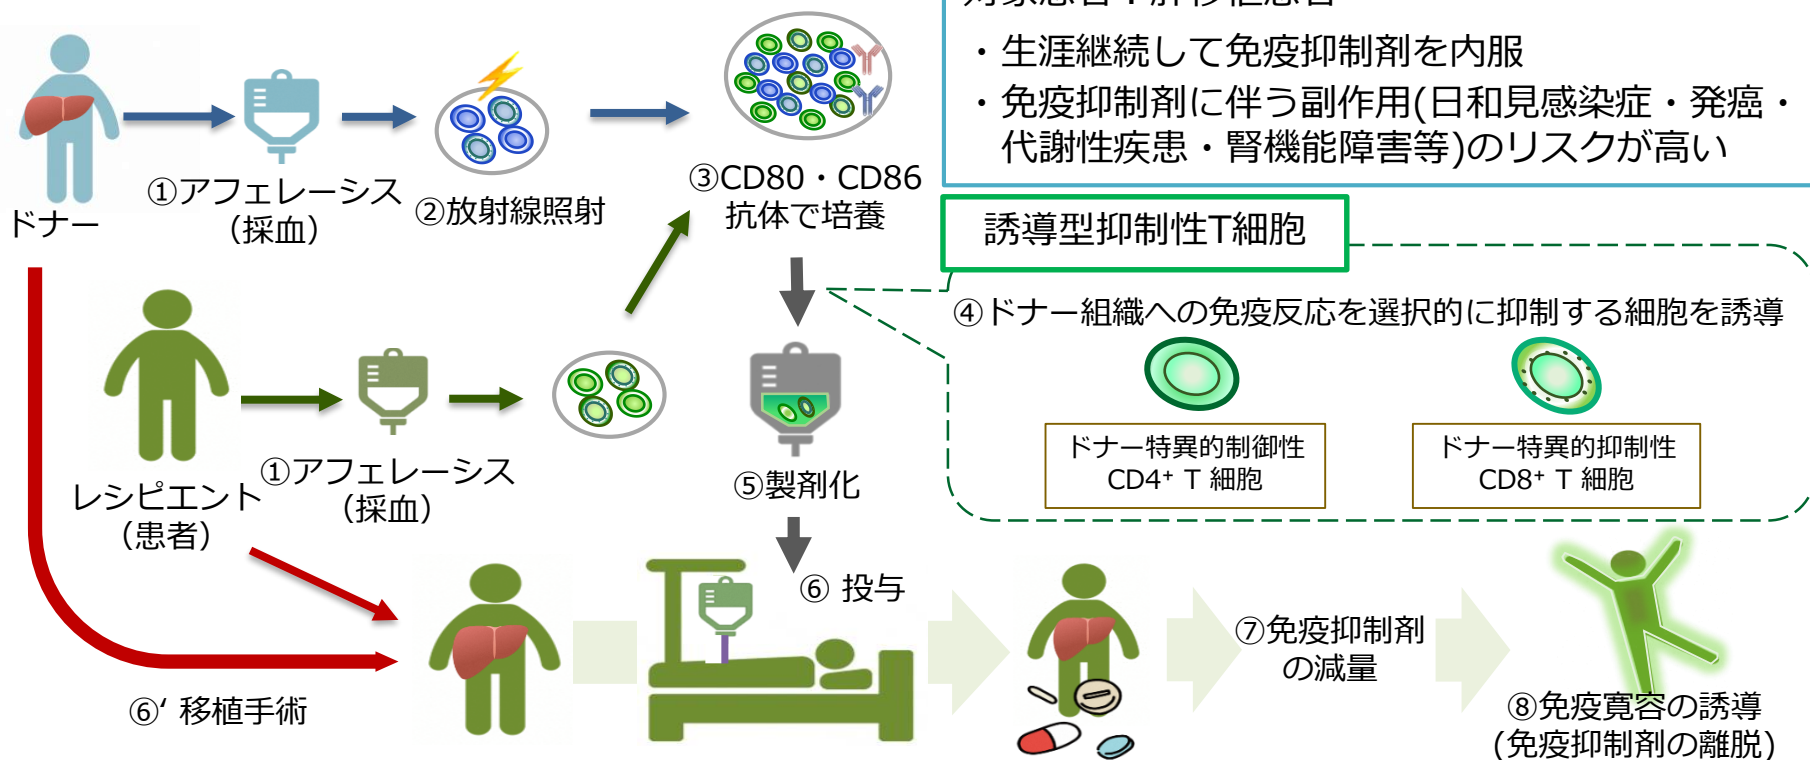 ・生涯継続して免疫抑制剤を内服
・免疫抑制剤に伴う副作用(日和見感染症・発癌・
代謝性疾患・腎機能障害等)のリスクが高い
ドナー
①アフェレーシス
（採血）
②放射線照射
③CD80・CD86
抗体で培養
誘導型抑制性T細胞
④ドナー組織への免疫反応を選択的に抑制する細胞を誘導
ドナー特異的制御性
CD4⁺ T 細胞
ドナー特異的抑制性
CD8⁺ T 細胞
レシピエント
（患者）
①アフェレーシス
（採血）
⑤製剤化
⑥ 投与
⑥‘ 移植手術
⑦免疫抑制剤
の減量
⑧免疫寛容の誘導
(免疫抑制剤の離脱)